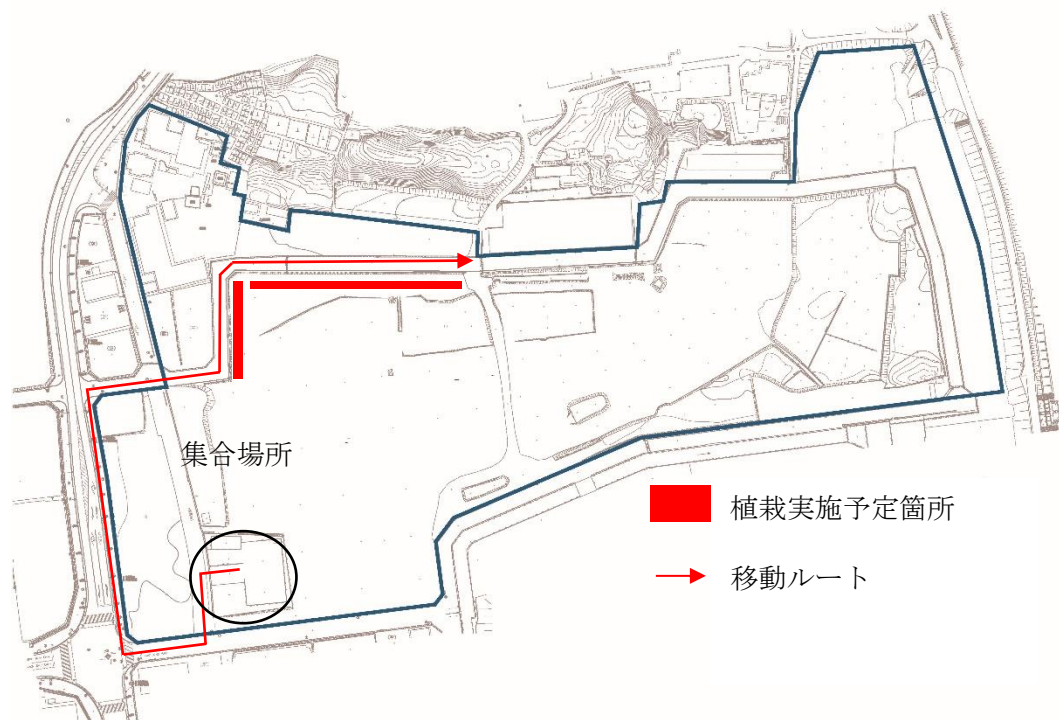 集合場所
植栽実施予定箇所
移動ルート